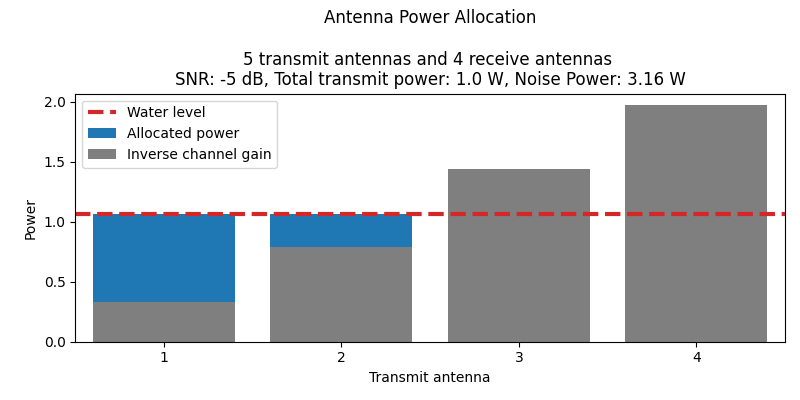 Antenna Power Allocation
5 transmit antennas and 4 receive antennas
SNR: -5 dB, Total transmit power: 1.0 W, Noise Power: 3.16 W
Water level
Allocated power
Inverse channel gain
2.0
1.5
1.0
0.5
0.0
Power
1 2 3 4
Transmit antenna